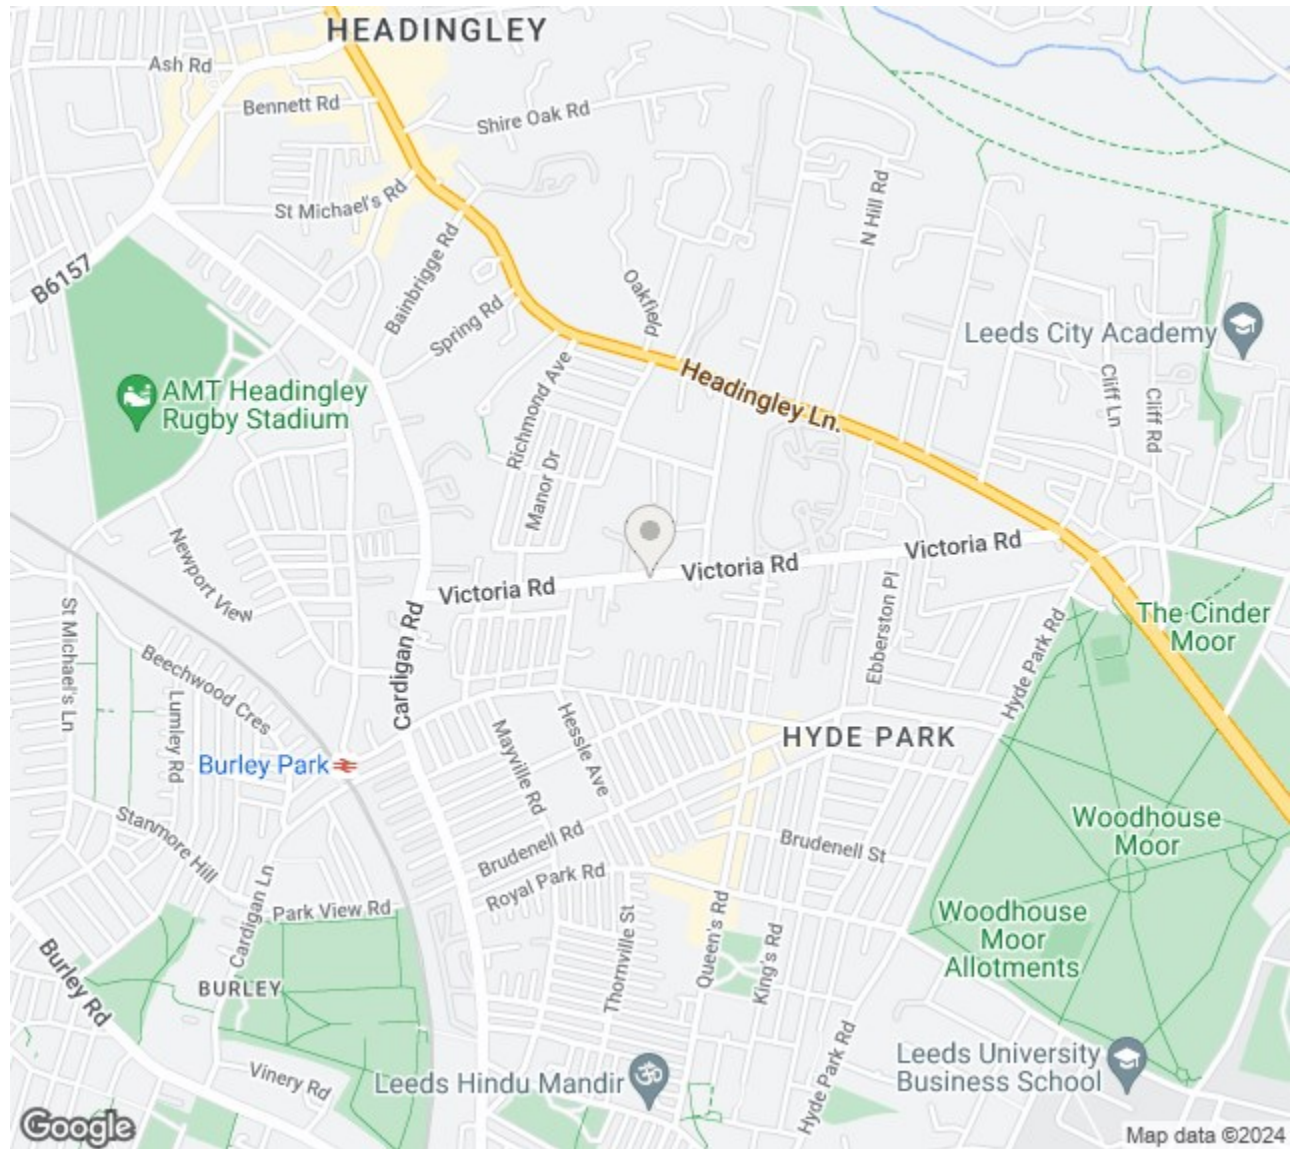 HEADINGLEY
Ash Rd
Bennett Rd
Shire Oak Rd
St Michael's Rd
N Hill Rd
Bainbrigge Rd
B6157
Oakfield
Spring Rd
Leeds City Academy
AMT Headingley
Rugby Stadium
Headingley Ln.
Cliff Ln
Cliff Rd
Richmond Ave
Manor Dr
Newport View
Victoria Rd
Victoria Rd
Victoria Rd
Ebberston Pl
The Cinder
Moor
St Michael's Ln
Beechwood Cres
Cardigan Rd
Hyde Park Rd
Lumley Rd
Mayville Rd
Hessle Ave
HYDE PARK
Burley Park
Woodhouse
Moor
Stanmore Hill
Brudenell Rd
Brudenell St
Royal Park Rd
Park View Rd
Cardigan Ln
Woodhouse
Moor
Allotments
Queen's Rd
King's Rd
Thornville St
Burley Rd
BURLEY
Hyde Park Rd
Leeds University
Business School
Vinery Rd
Leeds Hindu Mandir
ॐ
Google
Map data ©2024